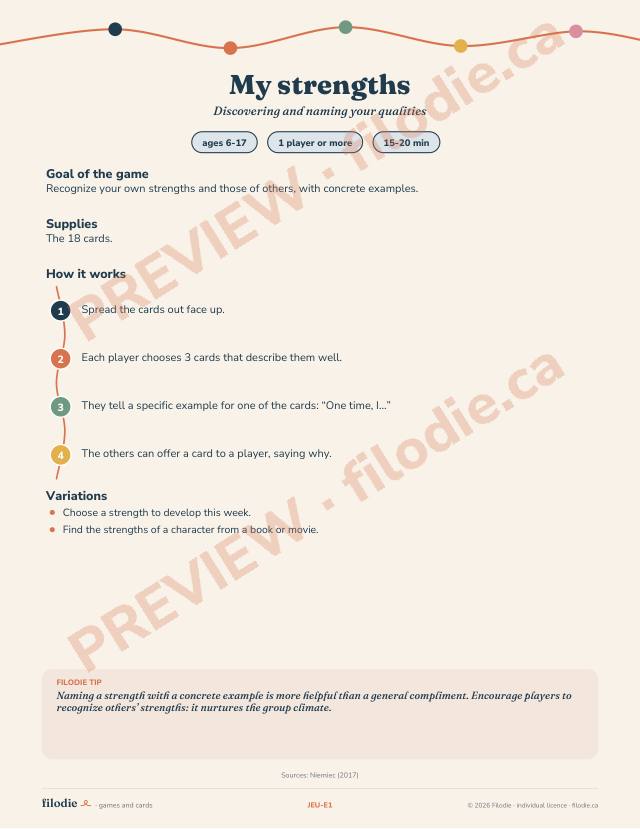 My strengths
Discovering and naming your qualities
ages 6-17
1 player or more
15-20 min
Goal of the game
Recognize your own strengths and those of others, with concrete examples.
Supplies
The 18 cards.
How it works
1 Spread the cards out face up.
2 Each player chooses 3 cards that describe them well.
3 They tell a specific example for one of the cards: “One time, I…”
4 The others can offer a card to a player, saying why.
Variations
Choose a strength to develop this week.
Find the strengths of a character from a book or movie.
PREVIEW · filodie.ca
PREVIEW · filodie.ca
FILODIE TIP
Naming a strength with a concrete example is more helpful than a general compliment. Encourage players to
recognize others’ strengths: it nurtures the group climate.
Sources: Niemiec (2017)
filodie · games and cards
JEU-E1
© 2026 Filodie · individual licence · filodie.ca